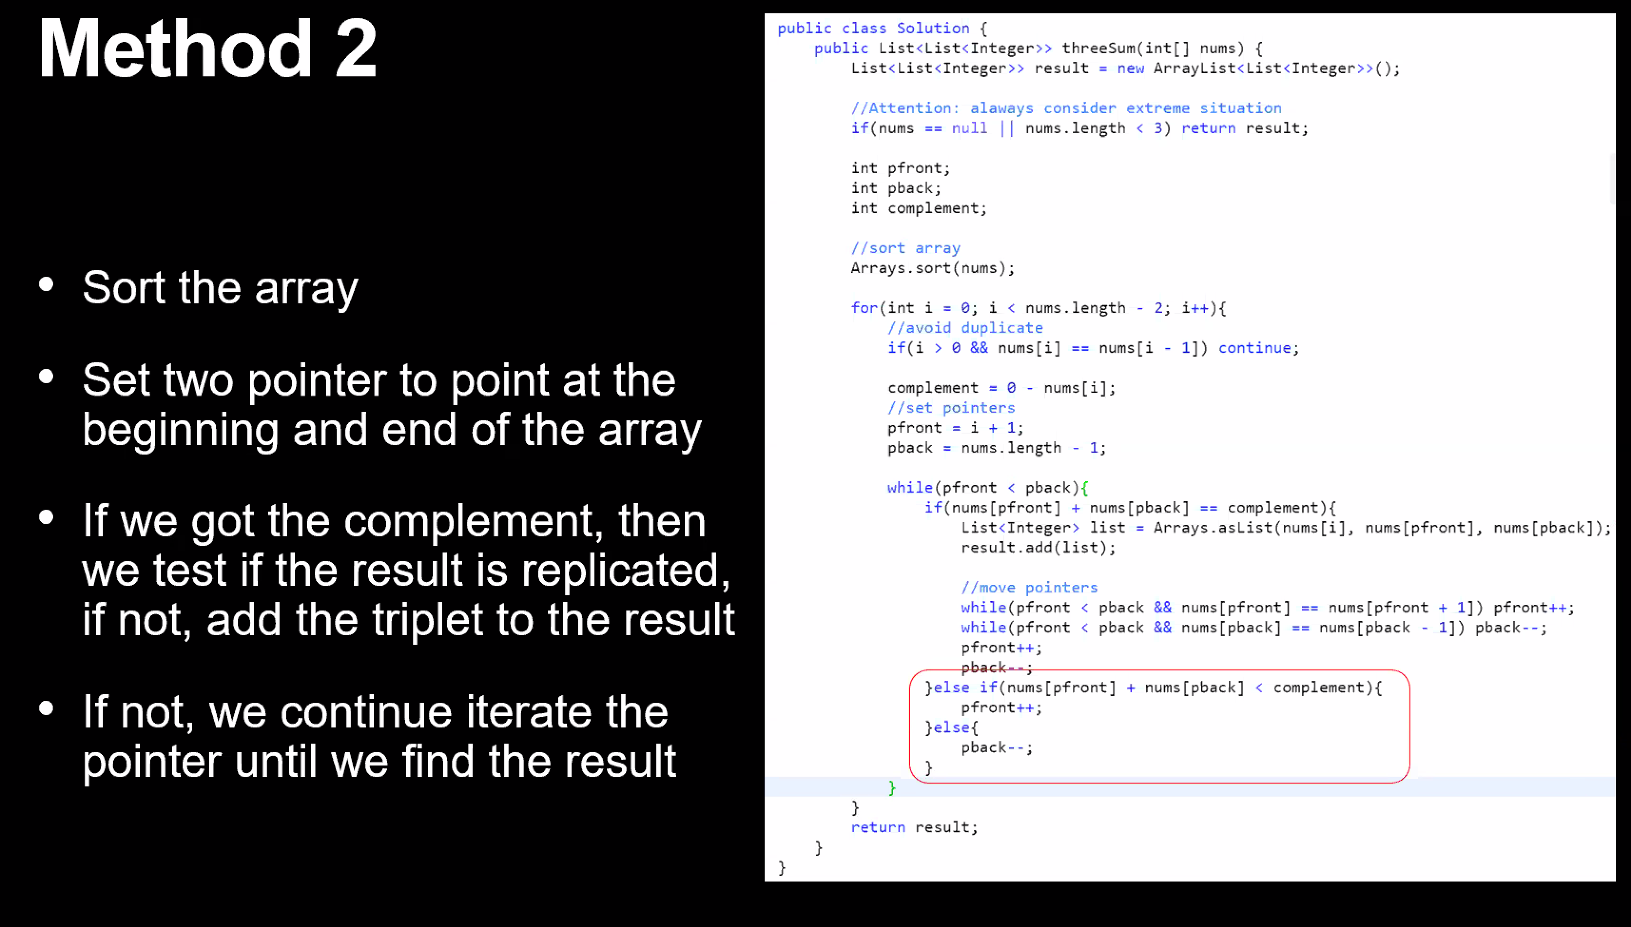 Method 2
• Sort the array
• Set two pointer to point at the
beginning and end of the array
• If we got the complement, then
we test if the result is replicated,
if not, add the triplet to the result
• If not, we continue iterate the
pointer until we find the result
public class Solution {
    public List<List<Integer>> threeSum(int[] nums) {
        List<List<Integer>> result = new ArrayList<List<Integer>>();
        //Attention: alaways consider extreme situation
        if(nums == null || nums.length < 3) return result;
        int pfront;
        int pback;
        int complement;
        //sort array
        Arrays.sort(nums);
        for(int i = 0; i < nums.length - 2; i++){
            //avoid duplicate
            if(i > 0 && nums[i] == nums[i - 1]) continue;
            complement = 0 - nums[i];
            //set pointers
            pfront = i + 1;
            pback = nums.length - 1;
            while(pfront < pback){
                if(nums[pfront] + nums[pback] == complement){
                    List<Integer> list = Arrays.asList(nums[i], nums[pfront], nums[pback]);
                    result.add(list);
                    //move pointers
                    while(pfront < pback && nums[pfront] == nums[pfront + 1]) pfront++;
                    while(pfront < pback && nums[pback] == nums[pback - 1]) pback--;
                    pfront++;
                    pback--;
                }else if(nums[pfront] + nums[pback] < complement){
                    pfront++;
                }else{
                    pback--;
                }
            }
        }
        return result;
    }
}